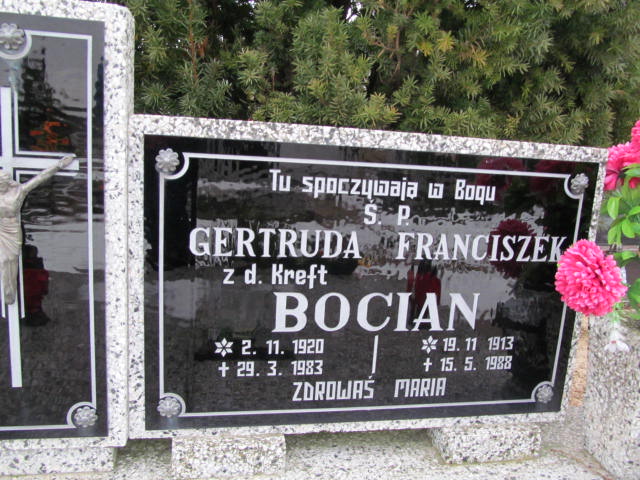 Tu spoczywają w Bogu
Ś. P.
GERTRUDA FRANCISZEK
z d. Kreft
BOCIAN
2. 11. 1920 19. 11 1913
29. 3. 1983 15. 5. 1988
ZDROWAŚ MARIA